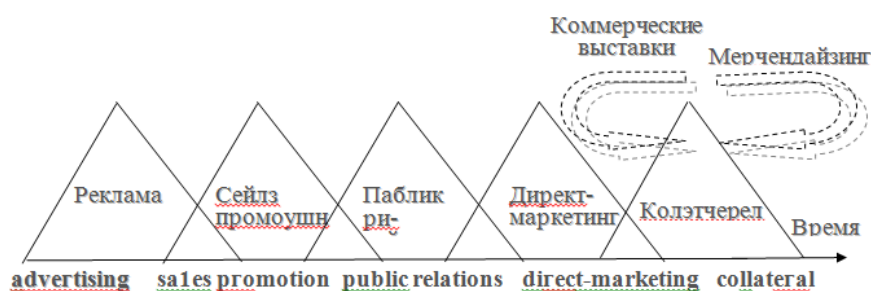 Коммерческие
выставки
Мерчендайзинг
Реклама
Сейлз
промоушн
Паблик
ри-
Директ-
маркетинг
Колэтчерел
Время
advertising sa1es promotion public relations direct-marketing collateral